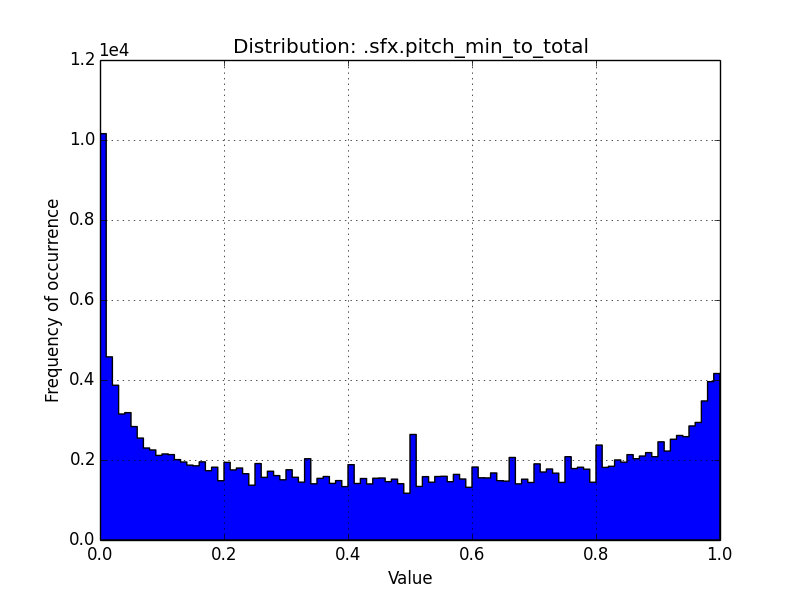 Distribution: .sfx.pitch_min_to_total
1e4
1.2
1.0
0.8
0.6
0.4
0.2
0.0
Frequency of occurrence
0.0 0.2 0.4 0.6 0.8 1.0
Value